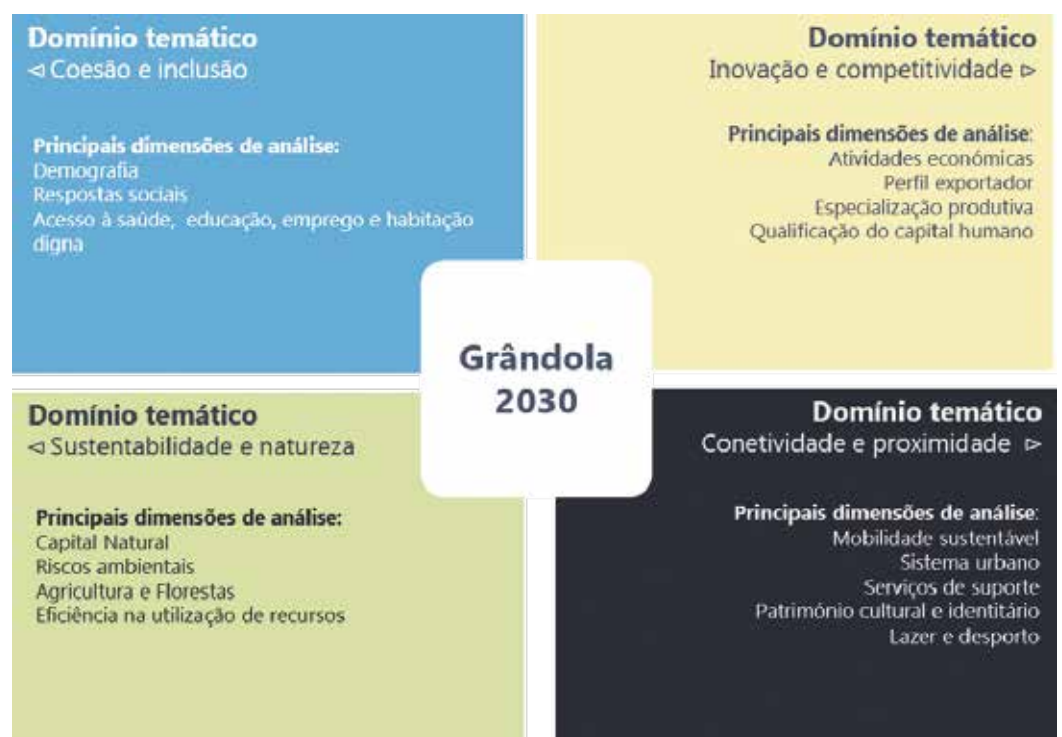 Domínio temático
◅ Coesão e inclusão
Principais dimensões de análise:
Demografia
Respostas sociais
Acesso à saúde, educação, emprego e habitação
digna
Domínio temático
Inovação e competitividade ▻
Principais dimensões de análise:
Atividades económicas
Perfil exportador
Especialização produtiva
Qualificação do capital humano
Grândola
2030
Domínio temático
◅ Sustentabilidade e natureza
Principais dimensões de análise:
Capital Natural
Riscos ambientais
Agricultura e Florestas
Eficiência na utilização de recursos
Domínio temático
Conetividade e proximidade ▻
Principais dimensões de análise:
Mobilidade sustentável
Sistema urbano
Serviços de suporte
Património cultural e identitário
Lazer e desporto